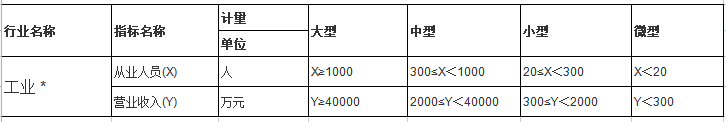 行业名称 指标名称 计量 单位 大型 中型 小型 微型
工业 * 从业人员(X) 人 X≥1000 300≤X＜1000 20≤X＜300 X＜20
营业收入(Y) 万元 Y≥40000 2000≤Y＜40000 300≤Y＜2000 Y＜300